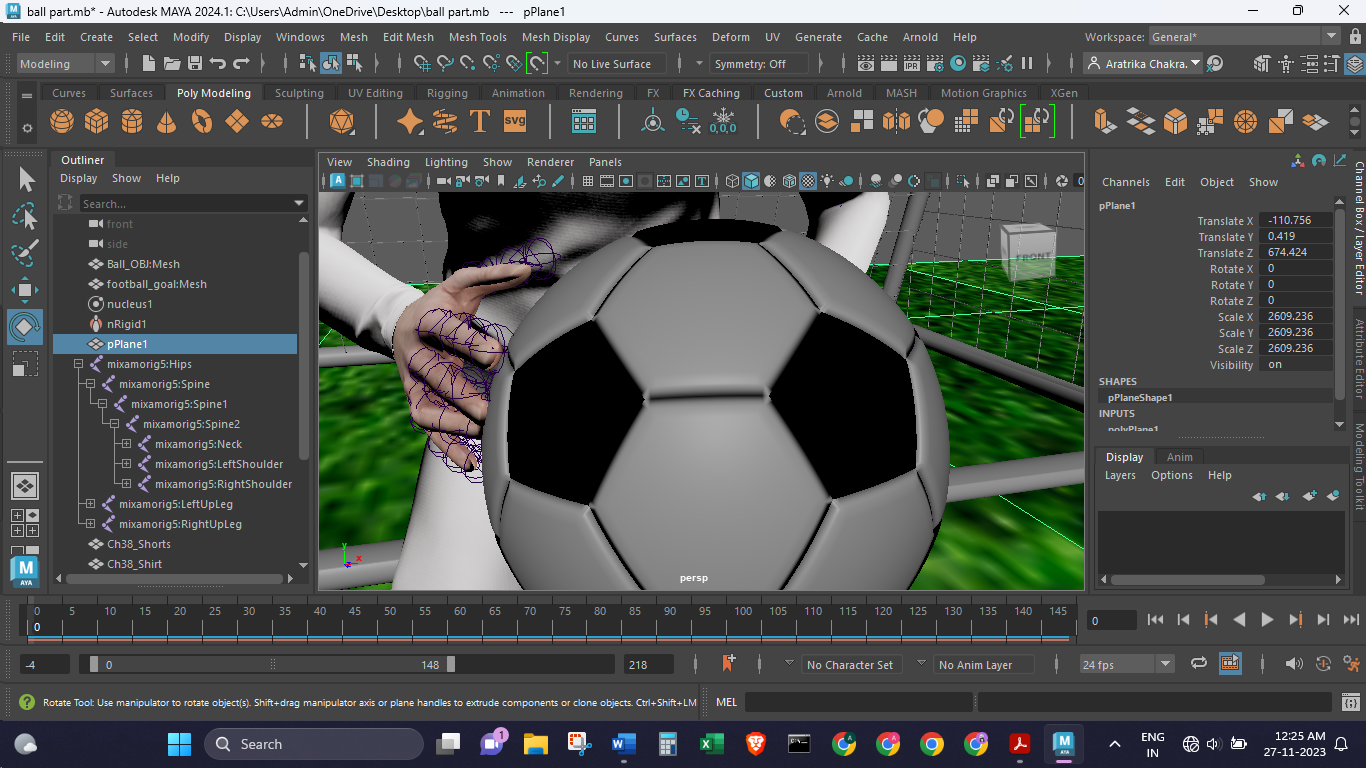 ball part.mb* - Autodesk MAYA 2024.1: C:\Users\Admin\OneDrive\Desktop\ball part.mb --- pPlane1
File Edit Create Select Modify Display Windows Mesh Edit Mesh Mesh Tools Mesh Display Curves Surfaces Deform UV Generate Cache Arnold Help Workspace: General*
Modeling No Live Surface Symmetry: Off IPR Aratrika Chakra.
Curves Surfaces Poly Modeling Sculpting UV Editing Rigging Animation Rendering FX FX Caching Custom Arnold MASH Motion Graphics XGen
T SVG 0,0,0
Outliner
Display Show Help
Search...
front
side
Ball_OBJ:Mesh
football_goal:Mesh
nucleus1
nRigid1
pPlane1
mixamorig5:Hips
mixamorig5:Spine
mixamorig5:Spine1
mixamorig5:Spine2
mixamorig5:Neck
mixamorig5:LeftShoulder
mixamorig5:RightShoulder
mixamorig5:LeftUpLeg
mixamorig5:RightUpLeg
Ch38_Shorts
Ch38_Shirt
M
AYA
View Shading Lighting Show Renderer Panels
A 0
FRONT
y
x
persp
Channels Edit Object Show
pPlane1
Translate X -110.756
Translate Y 0.419
Translate Z 674.424
Rotate X 0
Rotate Y 0
Rotate Z 0
Scale X 2609.236
Scale Y 2609.236
Scale Z 2609.236
Visibility on
SHAPES
pPlaneShape1
INPUTS
polyPlane1
Display Anim
Layers Options Help
Channel Box / Layer Editor
Attribute Editor
Modeling Toolkit
0 5 10 15 20 25 30 35 40 45 50 55 60 65 70 75 80 85 90 95 100 105 110 115 120 125 130 135 140 145
0
0
-4 0 148 218 No Character Set No Anim Layer 24 fps
Rotate Tool: Use manipulator to rotate object(s). Shift+drag manipulator axis or plane handles to extrude components or clone objects. Ctrl+Shift+LM MEL
Search 1 ENG IN 12:25 AM 27-11-2023